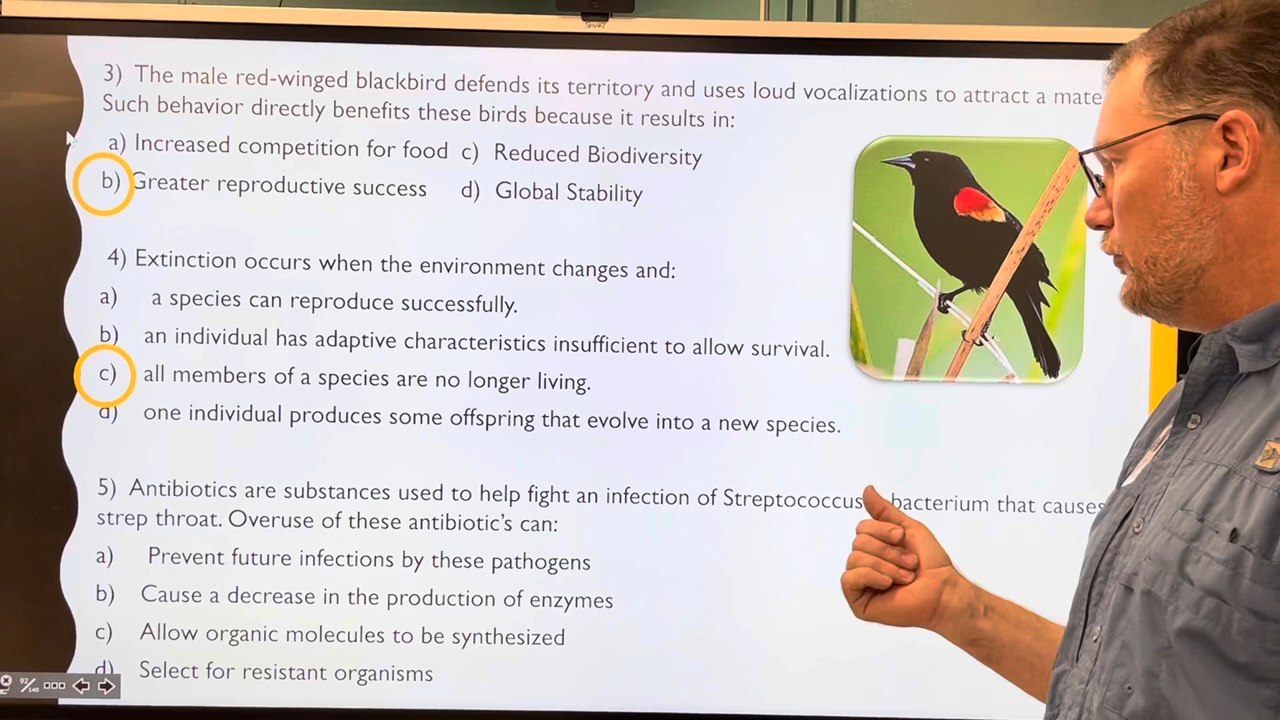 SMART
3) The male red-winged blackbird defends its territory and uses loud vocalizations to attract a mate
Such behavior directly benefits these birds because it results in:
a) Increased competition for food c) Reduced Biodiversity
b) Greater reproductive success d) Global Stability
4) Extinction occurs when the environment changes and:
a) a species can reproduce successfully.
b) an individual has adaptive characteristics insufficient to allow survival.
c) all members of a species are no longer living.
d) one individual produces some offspring that evolve into a new species.
5) Antibiotics are substances used to help fight an infection of Streptococcus bacterium that causes
strep throat. Overuse of these antibiotic's can:
a) Prevent future infections by these pathogens
b) Cause a decrease in the production of enzymes
c) Allow organic molecules to be synthesized
d) Select for resistant organisms
92/140